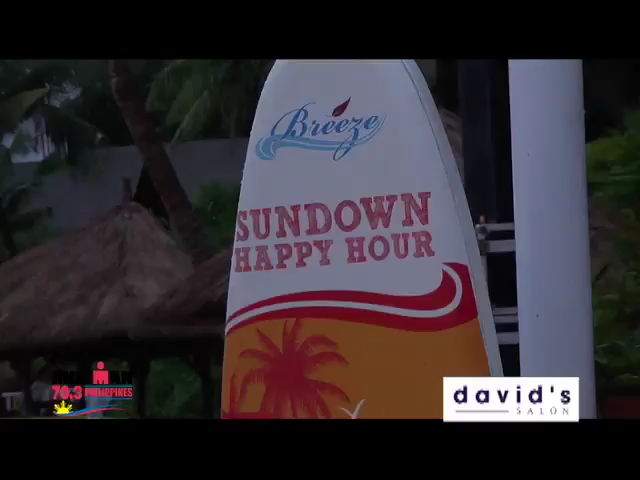 Breeze
SUNDOWN
HAPPY HOUR
70.3 PHILIPPINES
david's
SALON